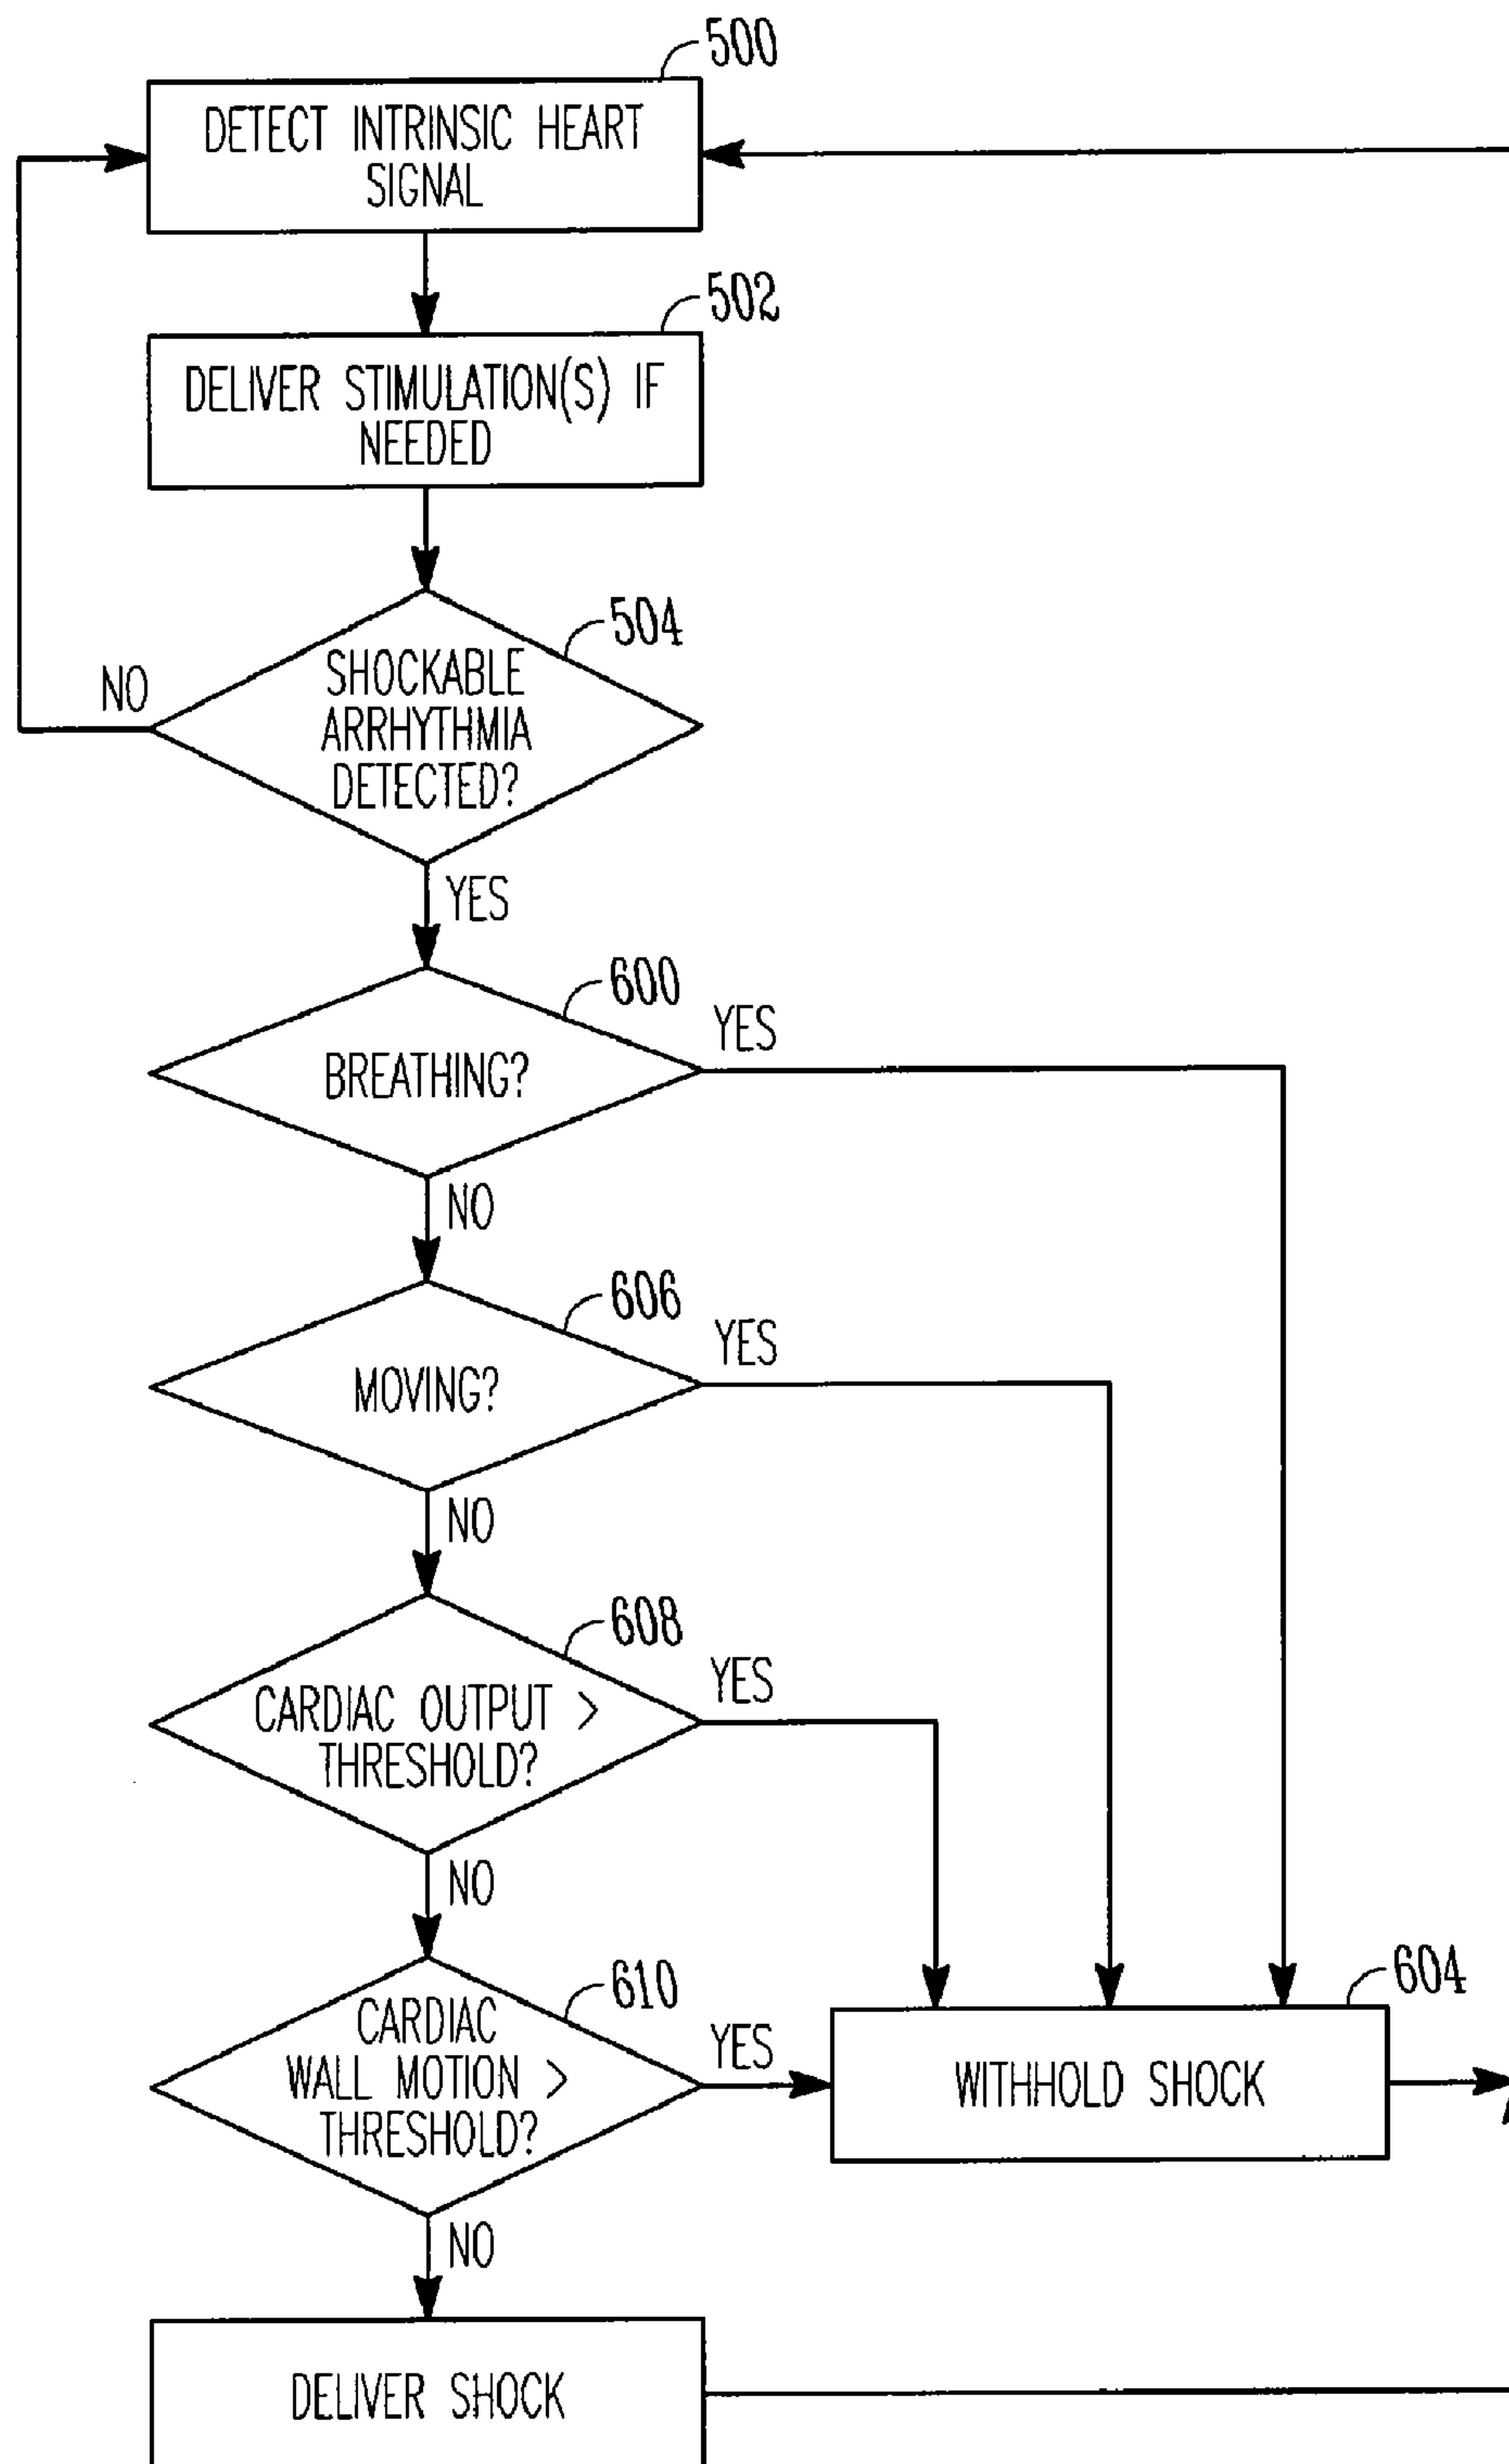 500
DETECT INTRINSIC HEART
SIGNAL
502
DELIVER STIMULATION(S) IF
NEEDED
504
SHOCKABLE
ARRHYTHMIA
DETECTED?
NO
YES
600
BREATHING?
YES
NO
606
MOVING?
YES
NO
608
CARDIAC OUTPUT >
THRESHOLD?
YES
NO
610
CARDIAC
WALL MOTION >
THRESHOLD?
YES
604
WITHHOLD SHOCK
NO
DELIVER SHOCK